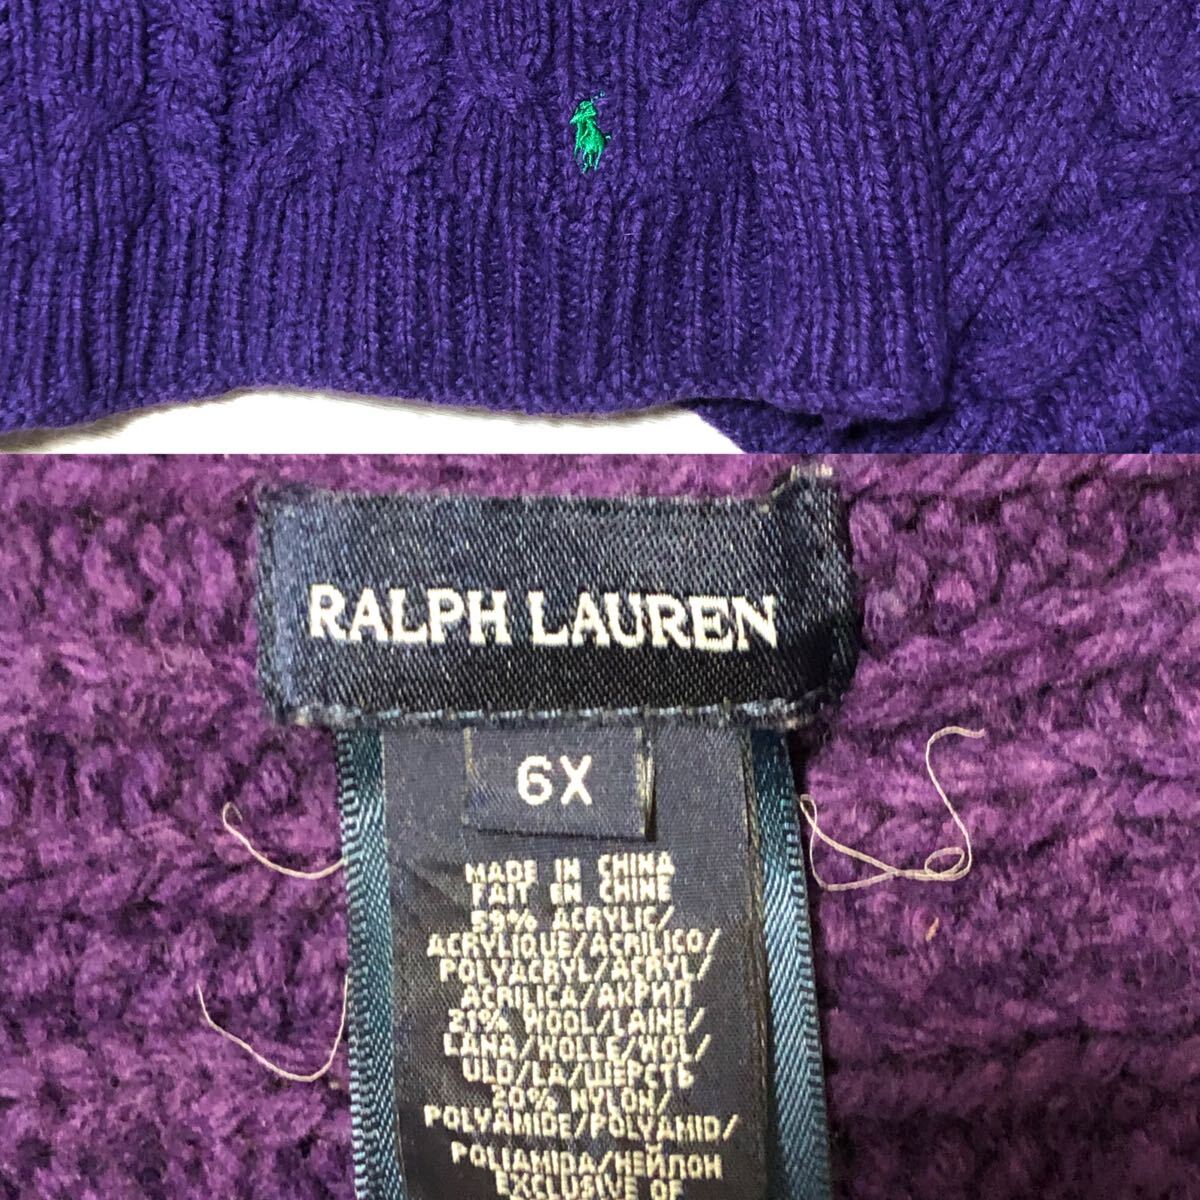 RALPH LAUREN
6X
MADE IN CHINA
FAIT EN CHINE
59% ACRYLIC/
ACRYLIQUE/ACRILICO/
POLYACRYL/ACRYL/
ACRILICA/АКРИЛ
21% WOOL/LAINE/
LANA/WOLLE/WOL/
ULD/LA/ШЕРСТЬ
20% NYLON/
POLYAMIDE/POLYAMID/
POLIAMIDA/НЕЙЛОН
EXCLUSIVE OF